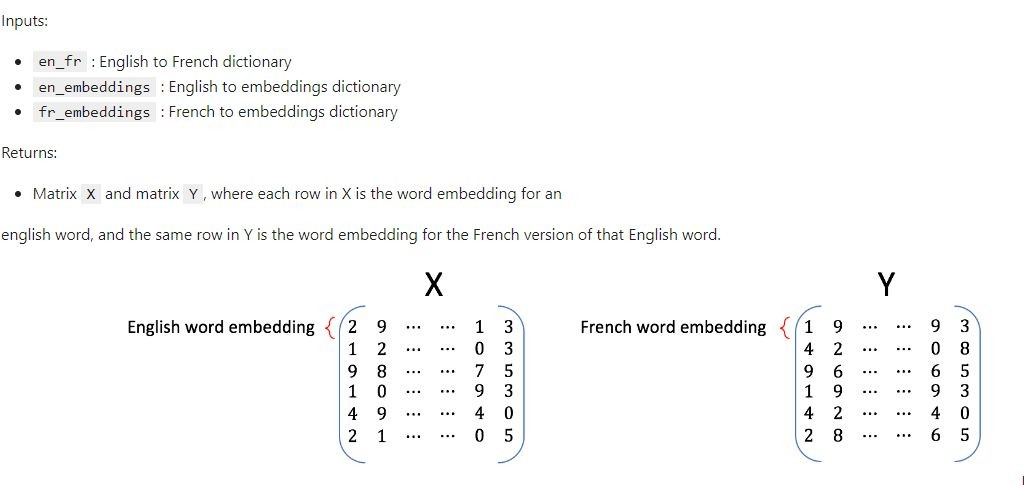 Inputs:
• en_fr : English to French dictionary
• en_embeddings : English to embeddings dictionary
• fr_embeddings : French to embeddings dictionary
Returns:
• Matrix X and matrix Y , where each row in X is the word embedding for an
english word, and the same row in Y is the word embedding for the French version of that English word.
X Y
English word embedding { 2 9 ... ... 1 3 French word embedding { 1 9 ... ... 9 3
1 2 ... ... 0 3 4 2 ... ... 0 8
9 8 ... ... 7 5 9 6 ... ... 6 5
1 0 ... ... 9 3 1 9 ... ... 9 3
4 9 ... ... 4 0 4 2 ... ... 4 0
2 1 ... ... 0 5 2 8 ... ... 6 5